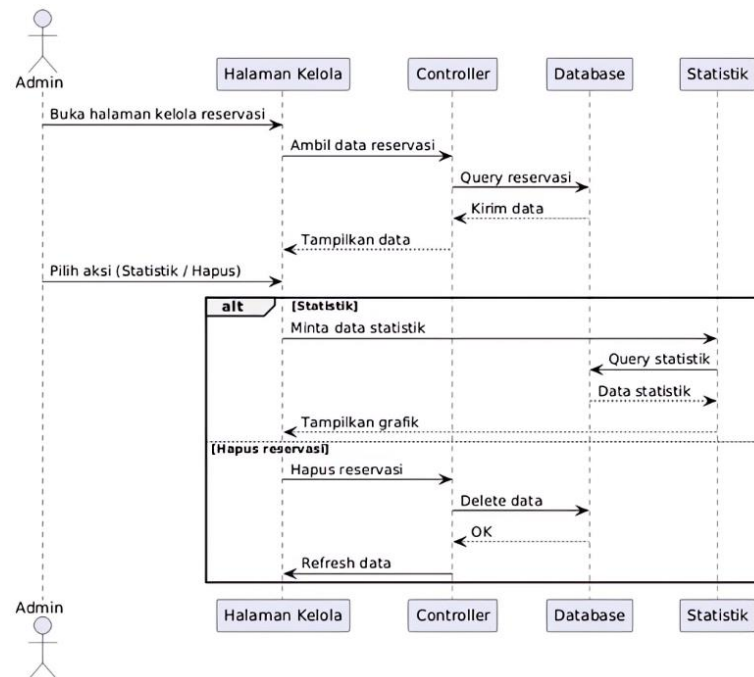 Admin
Halaman Kelola
Controller
Database
Statistik
Buka halaman kelola reservasi
Ambil data reservasi
Query reservasi
Kirim data
Tampilkan data
Pilih aksi (Statistik / Hapus)
alt
[Statistik]
Minta data statistik
Query statistik
Data statistik
Tampilkan grafik
[Hapus reservasi]
Hapus reservasi
Delete data
OK
Refresh data
Admin
Halaman Kelola
Controller
Database
Statistik